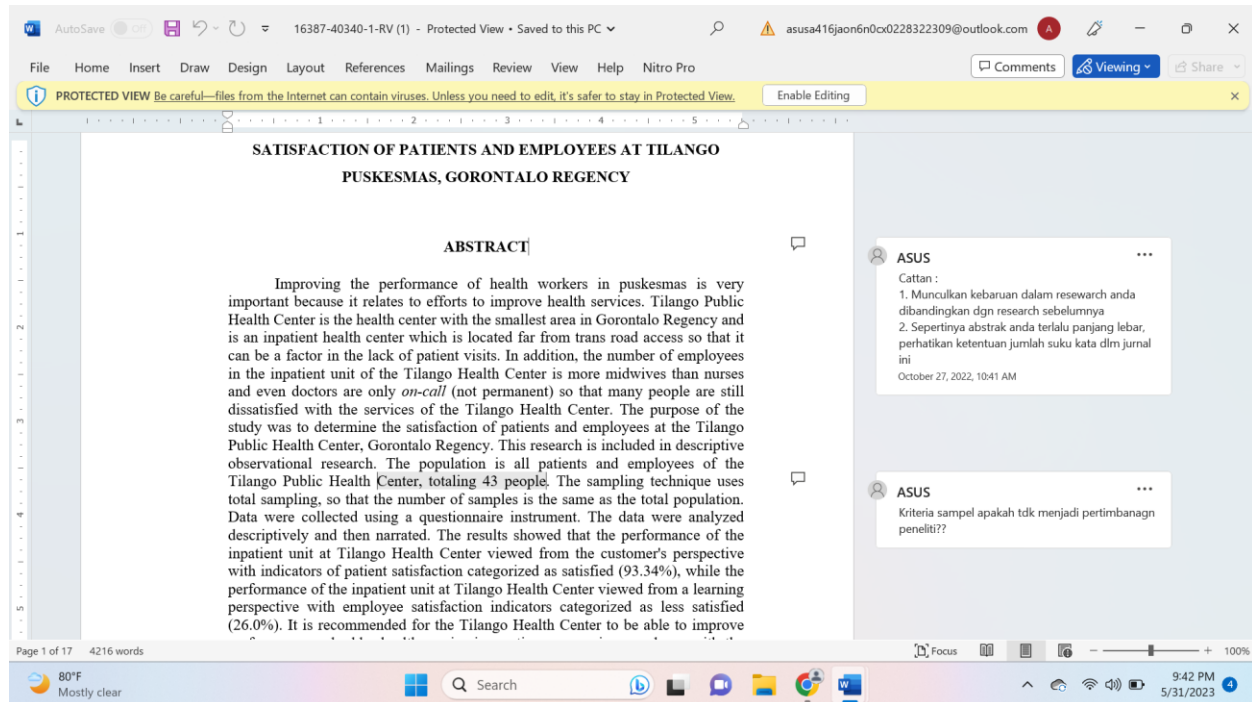 AutoSave Off 16387-40340-1-RV (1) - Protected View • Saved to this PC asusa416jaon6n0cx0228322309@outlook.com A
File Home Insert Draw Design Layout References Mailings Review View Help Nitro Pro Comments Viewing Share
PROTECTED VIEW Be careful—files from the Internet can contain viruses. Unless you need to edit, it's safer to stay in Protected View. Enable Editing
1 2 3 4 5
SATISFACTION OF PATIENTS AND EMPLOYEES AT TILANGO
PUSKESMAS, GORONTALO REGENCY
ABSTRACT
Improving the performance of health workers in puskesmas is very
important because it relates to efforts to improve health services. Tilango Public
Health Center is the health center with the smallest area in Gorontalo Regency and
is an inpatient health center which is located far from trans road access so that it
can be a factor in the lack of patient visits. In addition, the number of employees
in the inpatient unit of the Tilango Health Center is more midwives than nurses
and even doctors are only on-call (not permanent) so that many people are still
dissatisfied with the services of the Tilango Health Center. The purpose of the
study was to determine the satisfaction of patients and employees at the Tilango
Public Health Center, Gorontalo Regency. This research is included in descriptive
observational research. The population is all patients and employees of the
Tilango Public Health Center, totaling 43 people. The sampling technique uses
total sampling, so that the number of samples is the same as the total population.
Data were collected using a questionnaire instrument. The data were analyzed
descriptively and then narrated. The results showed that the performance of the
inpatient unit at Tilango Health Center viewed from the customer's perspective
with indicators of patient satisfaction categorized as satisfied (93.34%), while the
performance of the inpatient unit at Tilango Health Center viewed from a learning
perspective with employee satisfaction indicators categorized as less satisfied
(26.0%). It is recommended for the Tilango Health Center to be able to improve
ASUS
Cattan :
1. Munculkan kebaruan dalam resewarch anda
dibandingkan dgn research sebelumnya
2. Sepertinya abstrak anda terlalu panjang lebar,
perhatikan ketentuan jumlah suku kata dlm jurnal
ini
October 27, 2022, 10:41 AM
ASUS
Kriteria sampel apakah tdk menjadi pertimbanagn
peneliti??
Page 1 of 17 4216 words Focus 100%
80°F
Mostly clear
Search
9:42 PM
5/31/2023
4